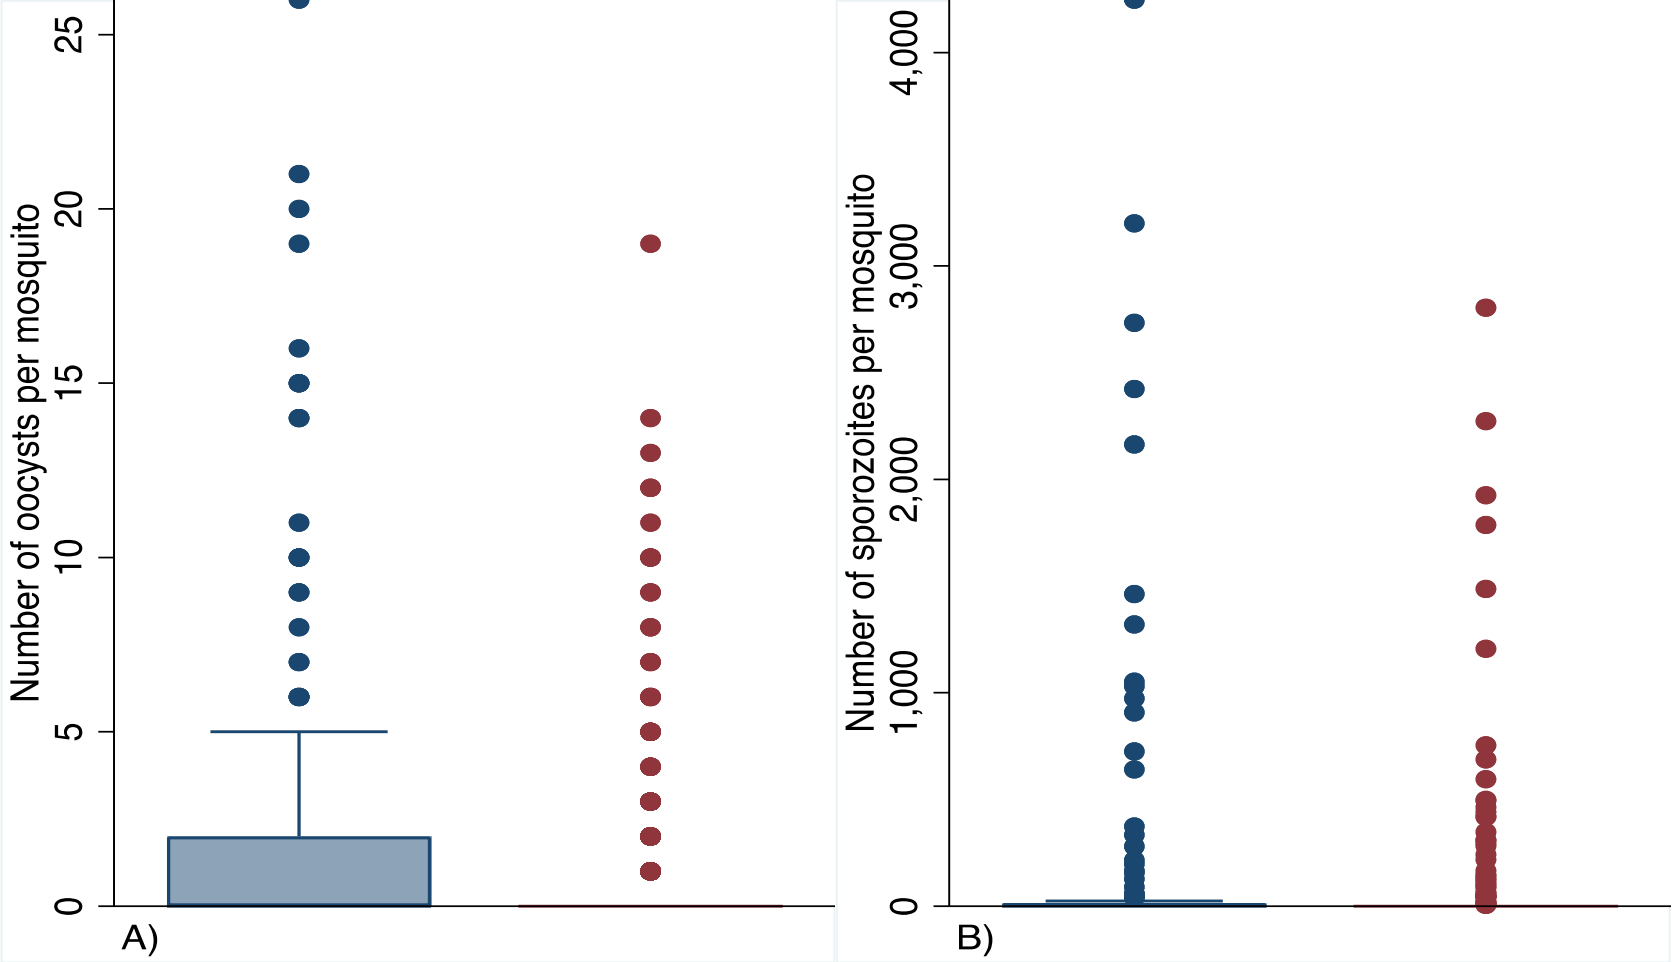 Number of oocysts per mosquito
25
20
15
10
5
0
A)
Number of sporozoites per mosquito
4,000
3,000
2,000
1,000
0
B)